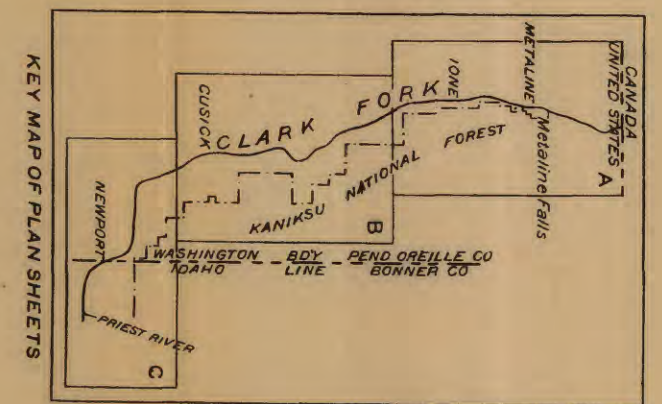 CANADA
UNITED STATES
A
METALINE
Metaline Falls
IONE
FOREST
NATIONAL
KANIKSU
CLARK FORK
B
CUSICK
WASHINGTON BD'Y PEND OREILLE CO
IDAHO LINE BONNER CO
NEWPORT
PRIEST RIVER
C
KEY MAP OF PLAN SHEETS